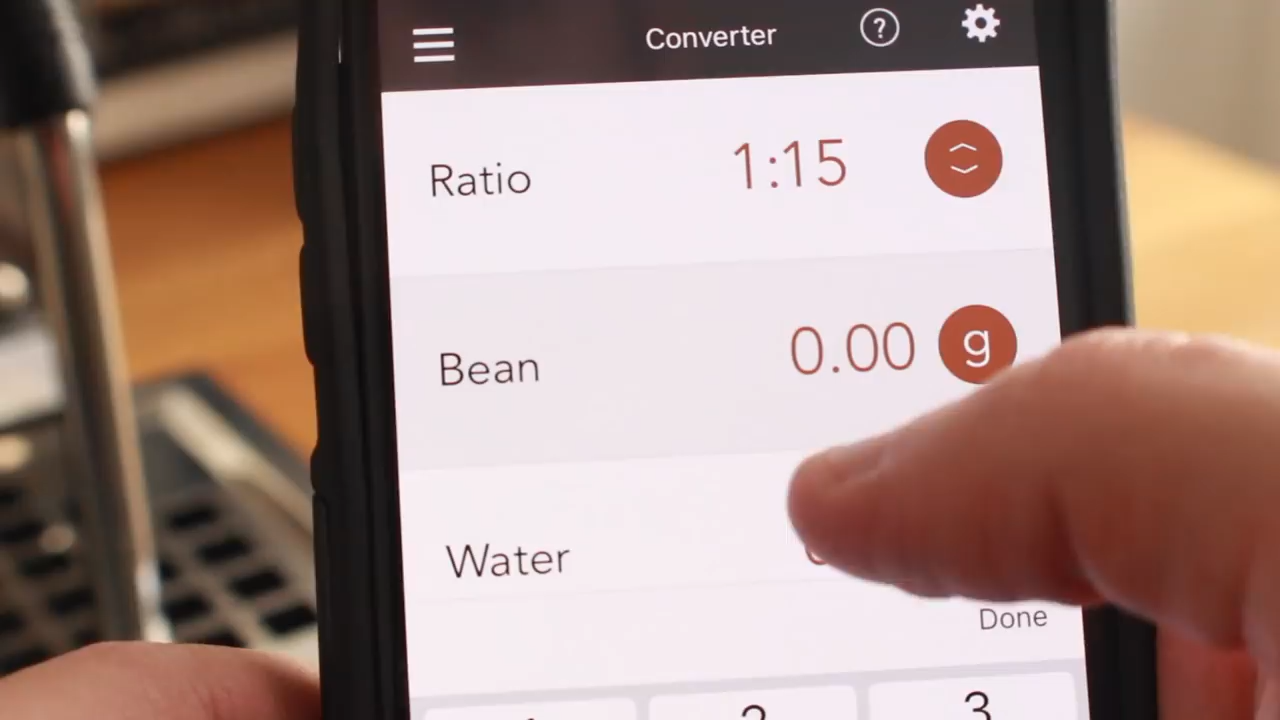 Converter ?
Ratio 1:15
Bean 0.00 g
Water
Done
2 3